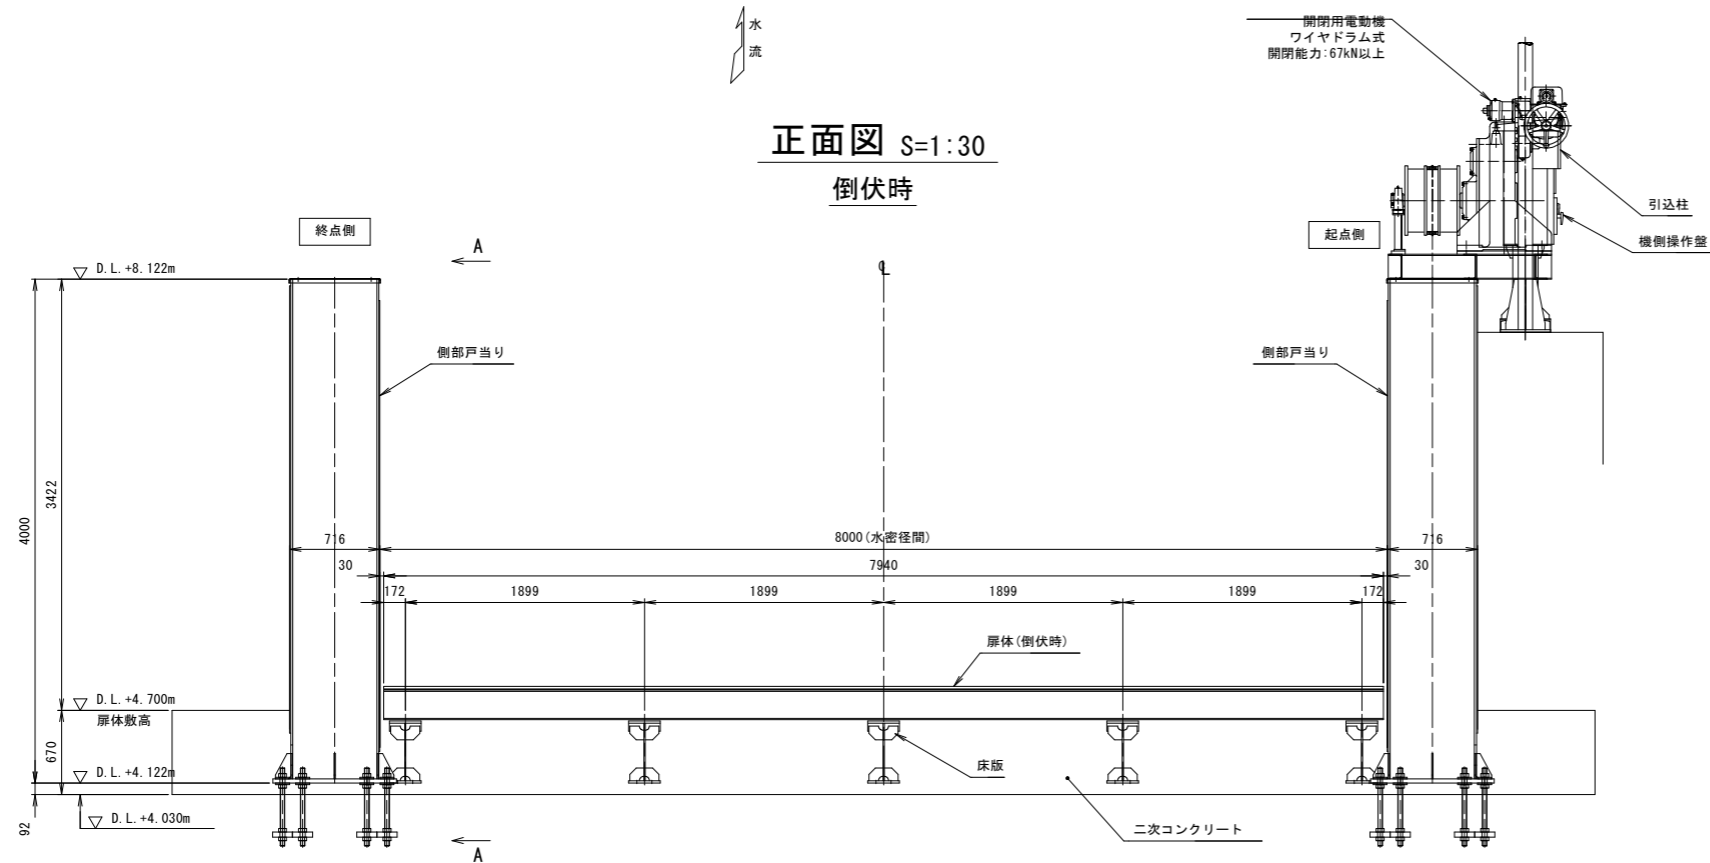 水
流
開閉用電動機
ワイヤドラム式
開閉能力:67kN以上
正面図 S=1:30
倒伏時
引込柱
機側操作盤
終点側
起点側
A
D.L.+8.122m
℄
側部戸当り
側部戸当り
3422
4000
716
8000(水密径間)
716
30
7940
30
172
1899
1899
1899
1899
172
扉体(倒伏時)
D.L.+4.700m
扉体敷高
670
床版
D.L.+4.122m
92
D.L.+4.030m
二次コンクリート
A